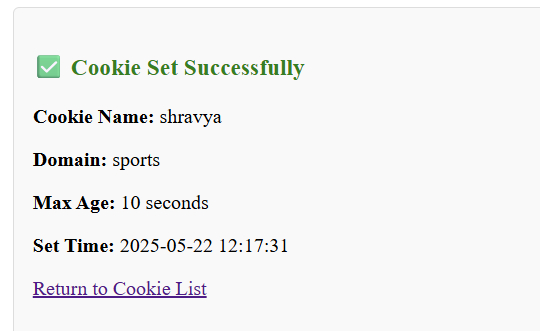 ✅ Cookie Set Successfully
Cookie Name: shravya
Domain: sports
Max Age: 10 seconds
Set Time: 2025-05-22 12:17:31
Return to Cookie List